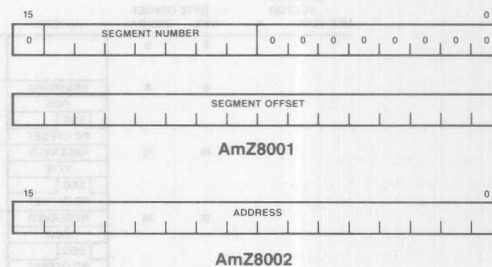 15 0
0 SEGMENT NUMBER 0 0 0 0 0 0 0 0
SEGMENT OFFSET
AmZ8001
15 0
ADDRESS
AmZ8002